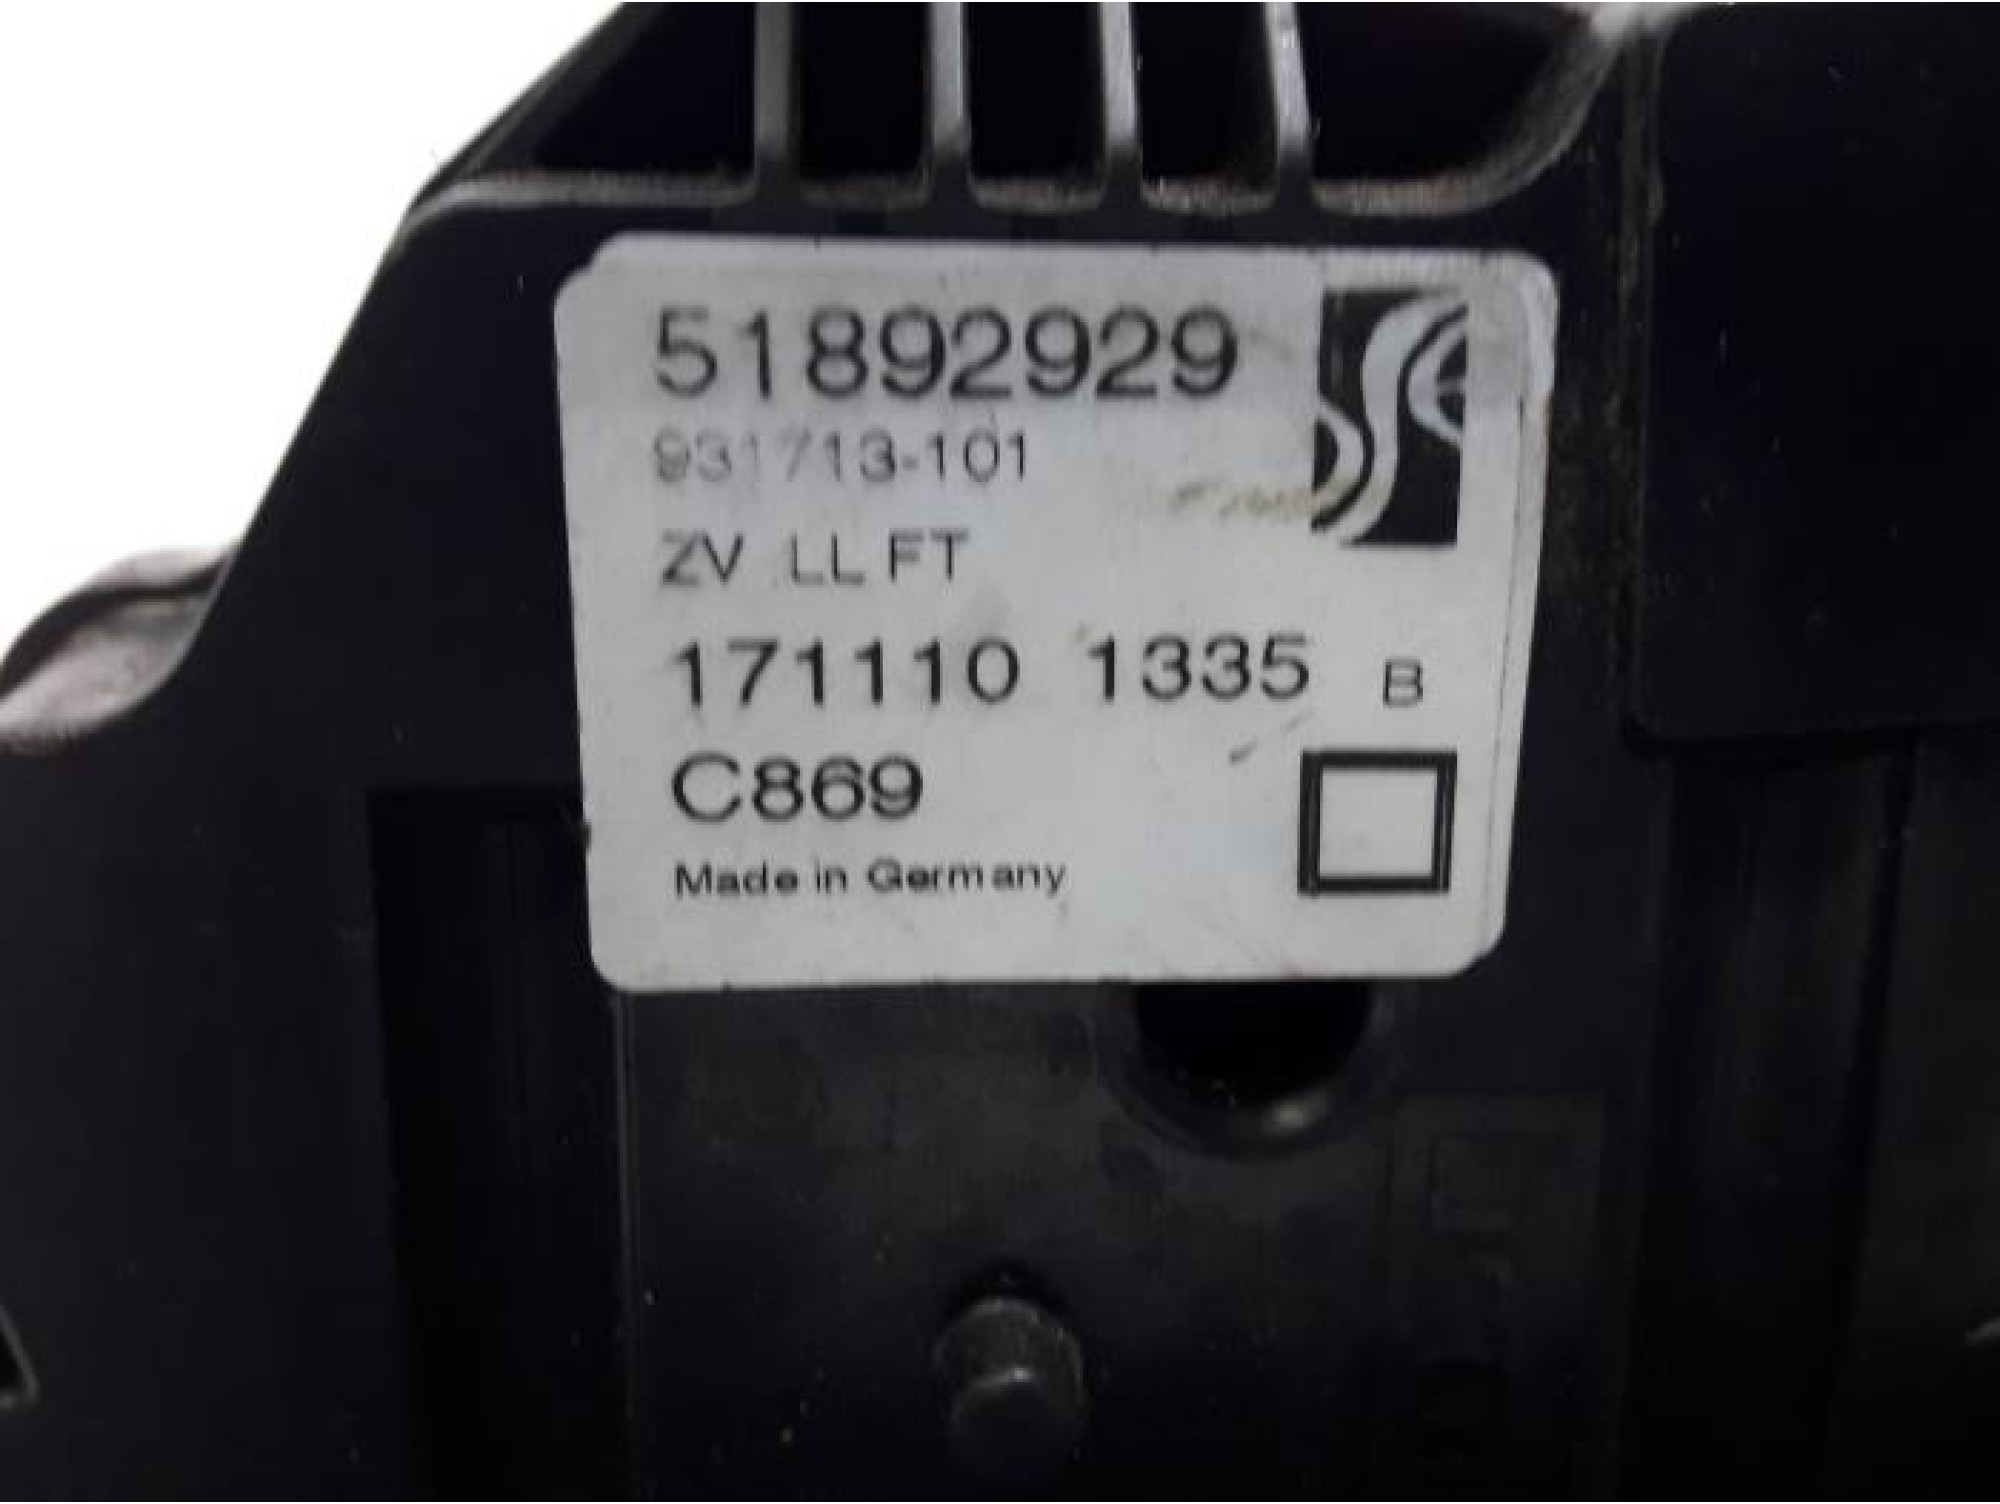 51892929
931713-101
ZV LL FT
171110 1335 B
C869
Made in Germany